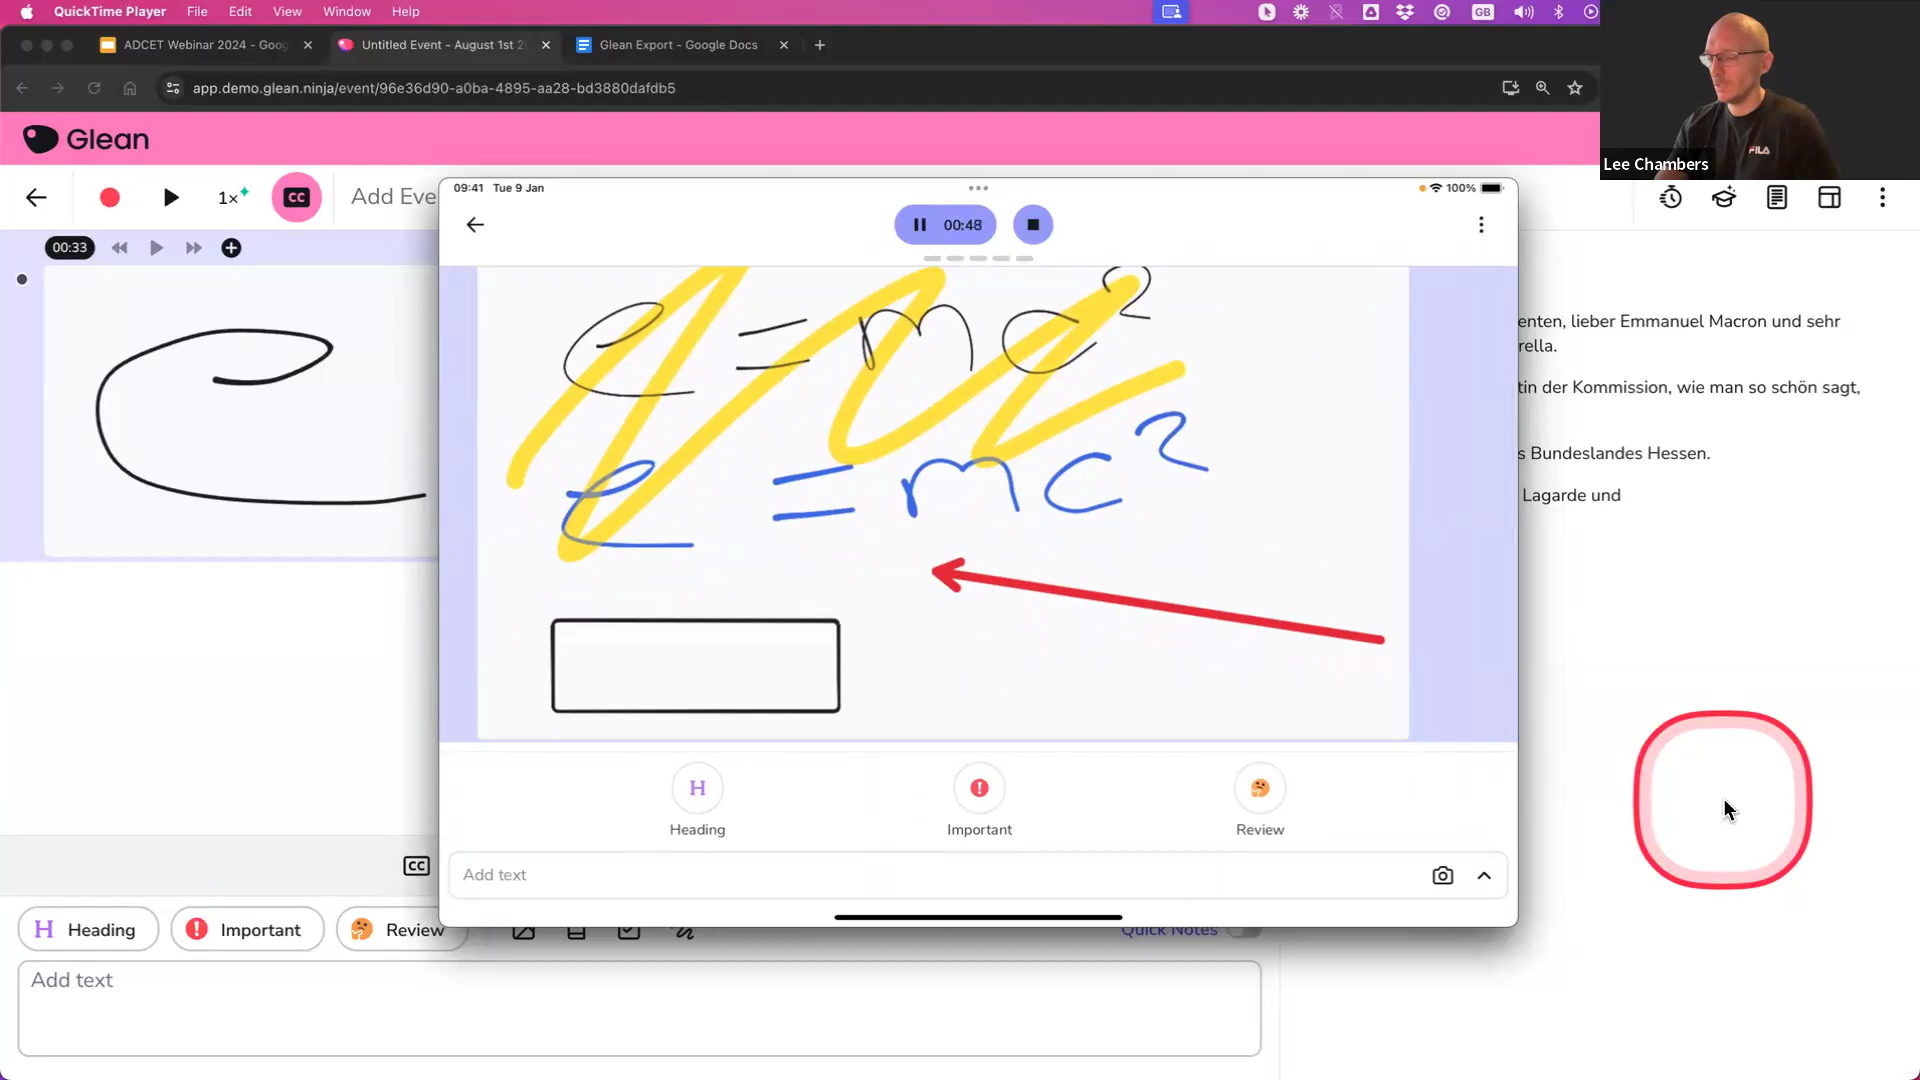 QuickTime Player File Edit View Window Help GB
ADCET Webinar 2024 - Goog
Untitled Event - August 1st 2
Glean Export - Google Docs
app.demo.glean.ninja/event/96e36d90-a0ba-4895-aa28-bd3880dafdb5
Glean
FILA
Lee Chambers
1× CC Add Eve
09:41 Tue 9 Jan 100%
00:48
00:33
e = mc²
e = mc²
enten, lieber Emmanuel Macron und sehr
rella.
tin der Kommission, wie man so schön sagt,
s Bundeslandes Hessen.
Lagarde und
H ! 
Heading Important Review
Add text
CC
H Heading ! Important Review
Quick Notes
Add text